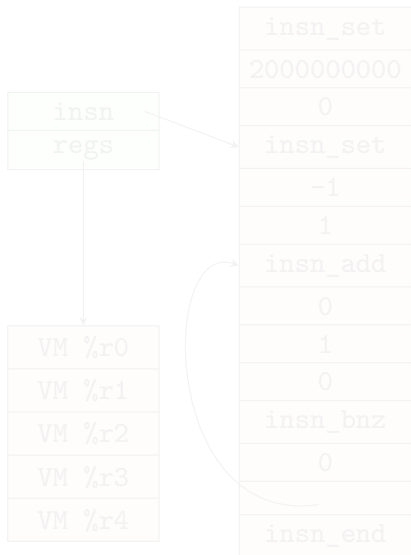 insn
regs
VM %r0
VM %r1
VM %r2
VM %r3
VM %r4
insn_set
2000000000
0
insn_set
-1
1
insn_add
0
1
0
insn_bnz
0
insn_end